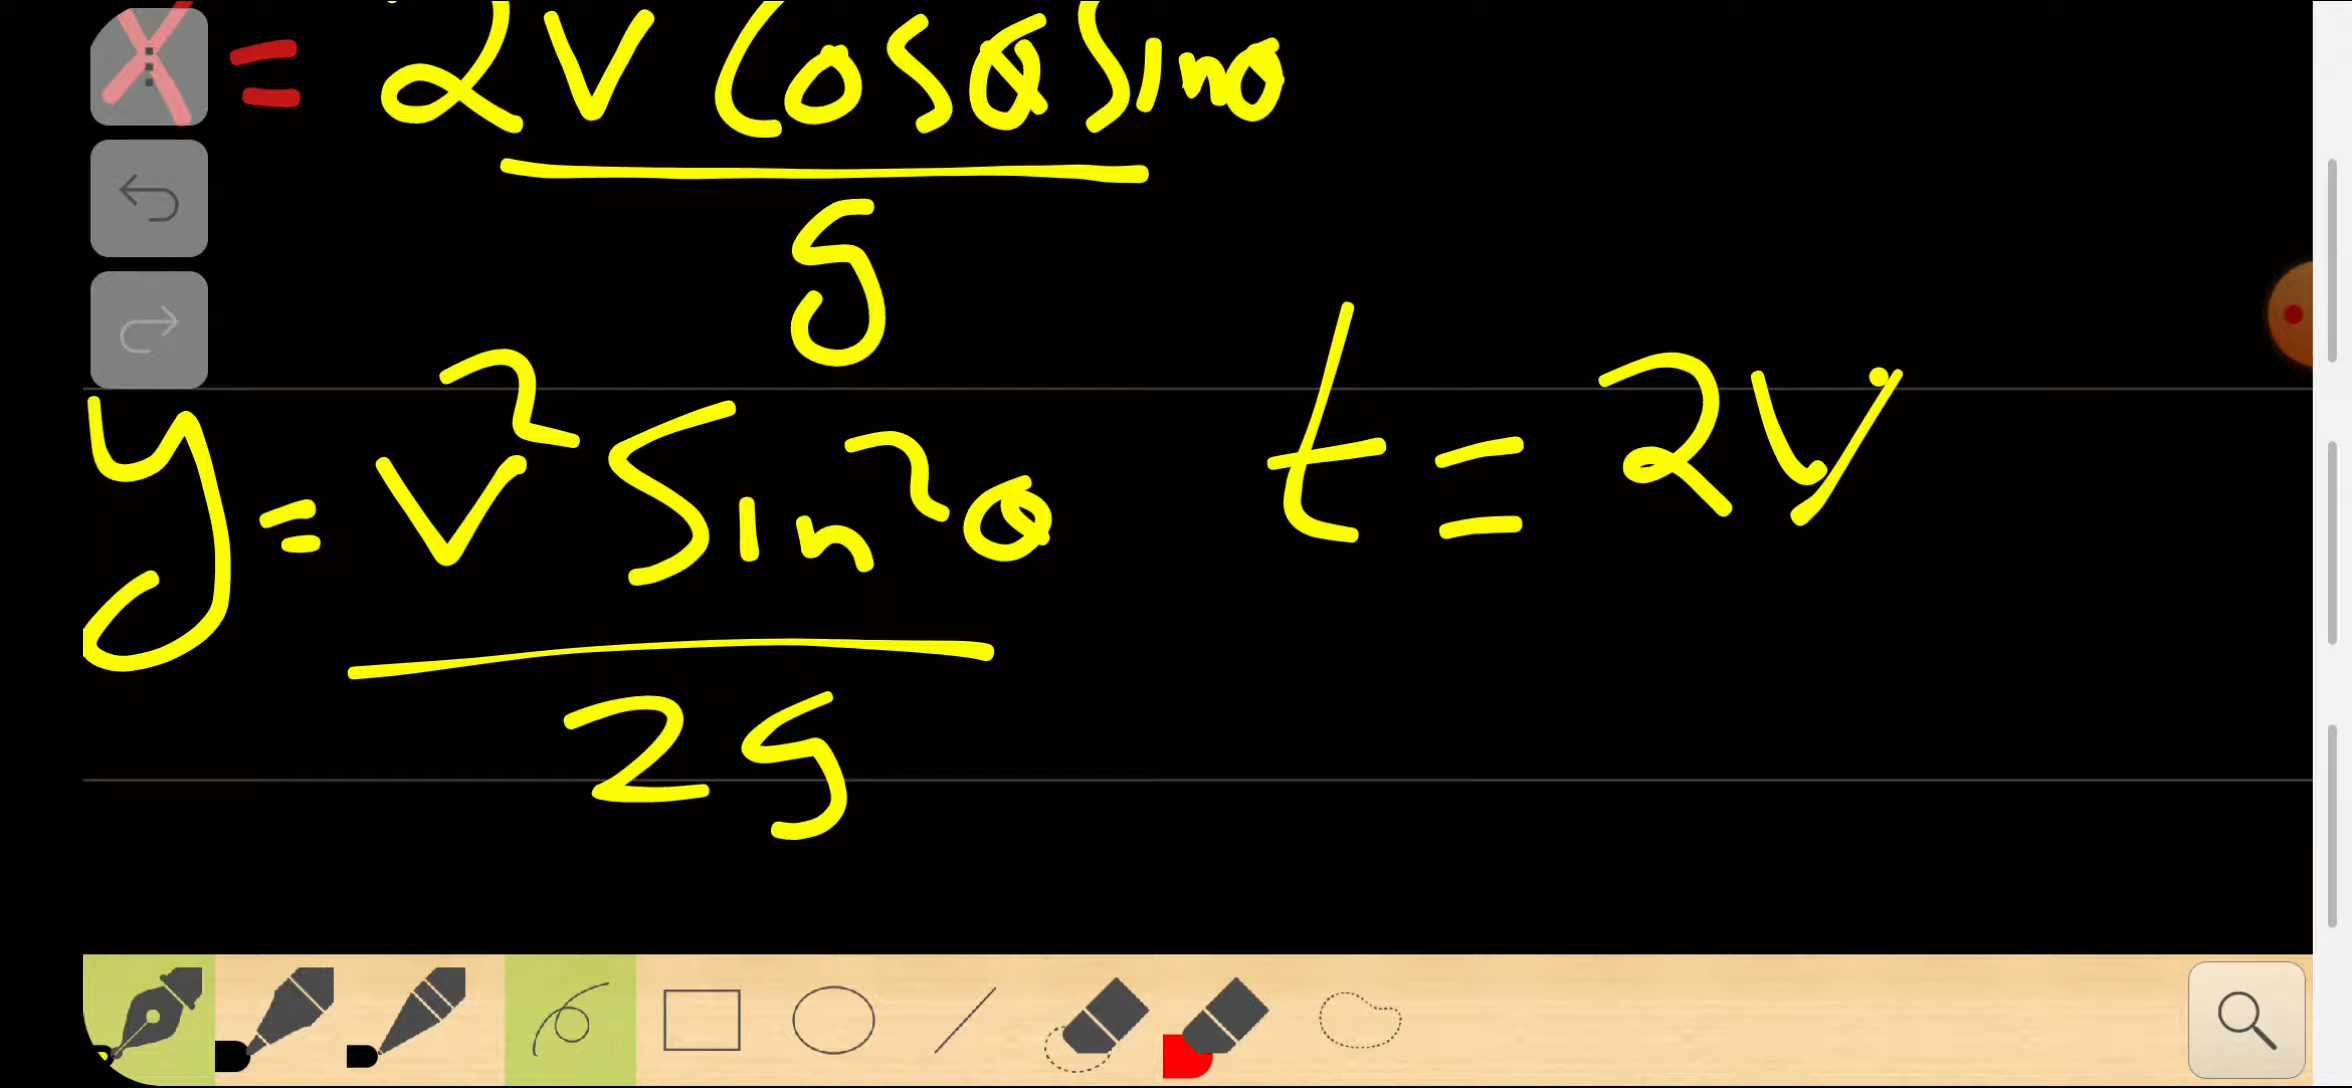 X = 2V Cosθ Sinθ
g
y = V² Sin²θ t = 2V
2g